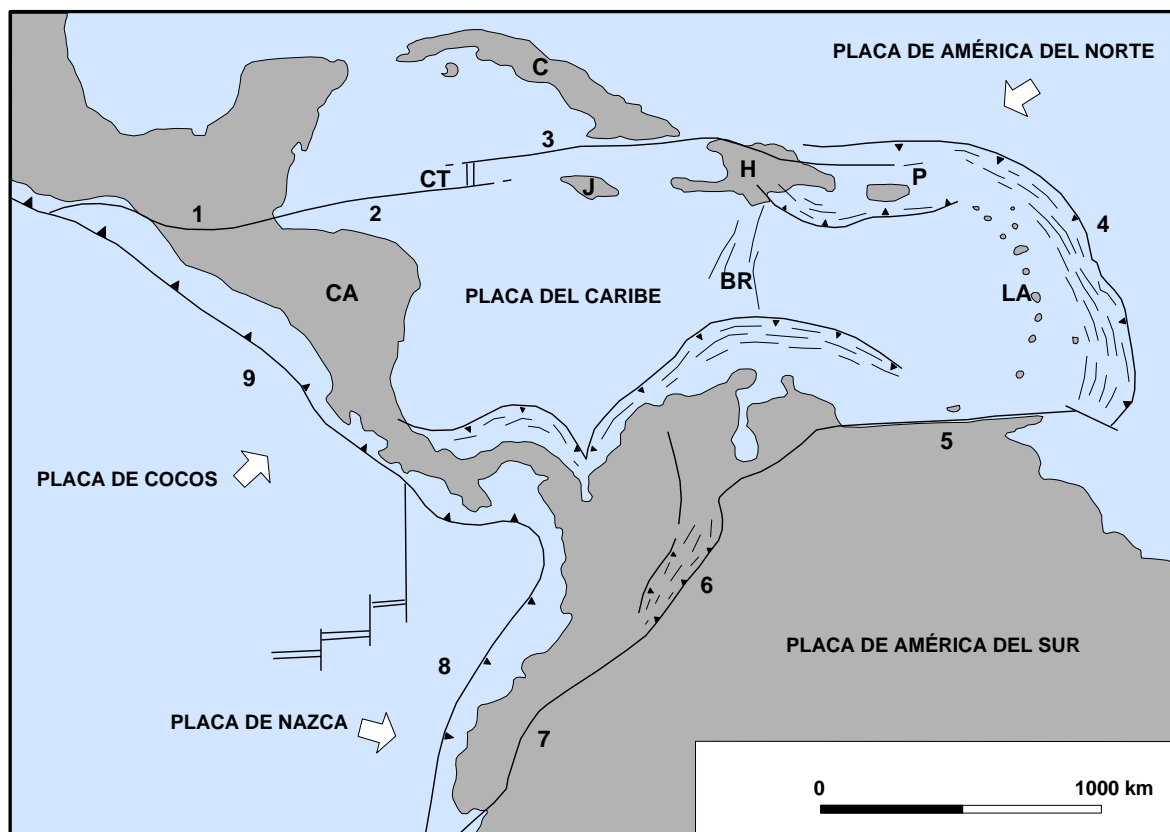 C
PLACA DE AMÉRICA DEL NORTE
3
CT
J
H
P
1
2
4
CA
PLACA DEL CARIBE
BR
LA
9
5
PLACA DE COCOS
6
PLACA DE AMÉRICA DEL SUR
8
PLACA DE NAZCA
7
0
1000 km